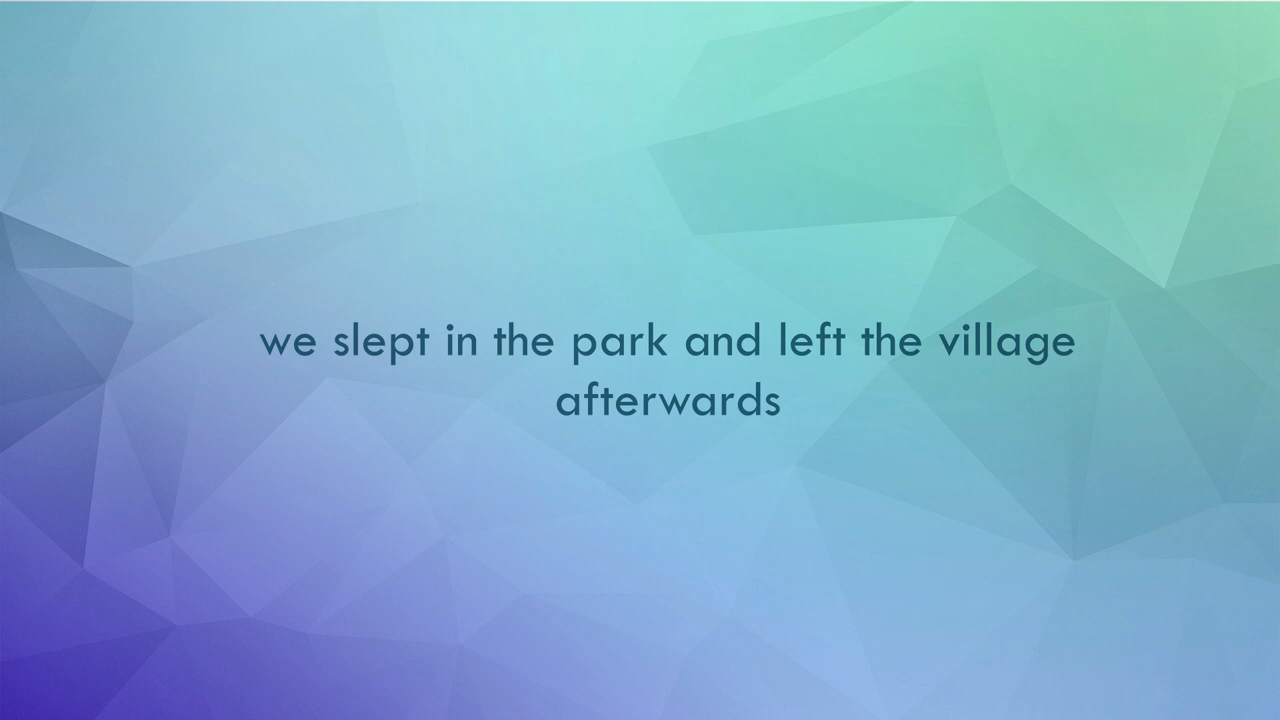 we slept in the park and left the village
afterwards